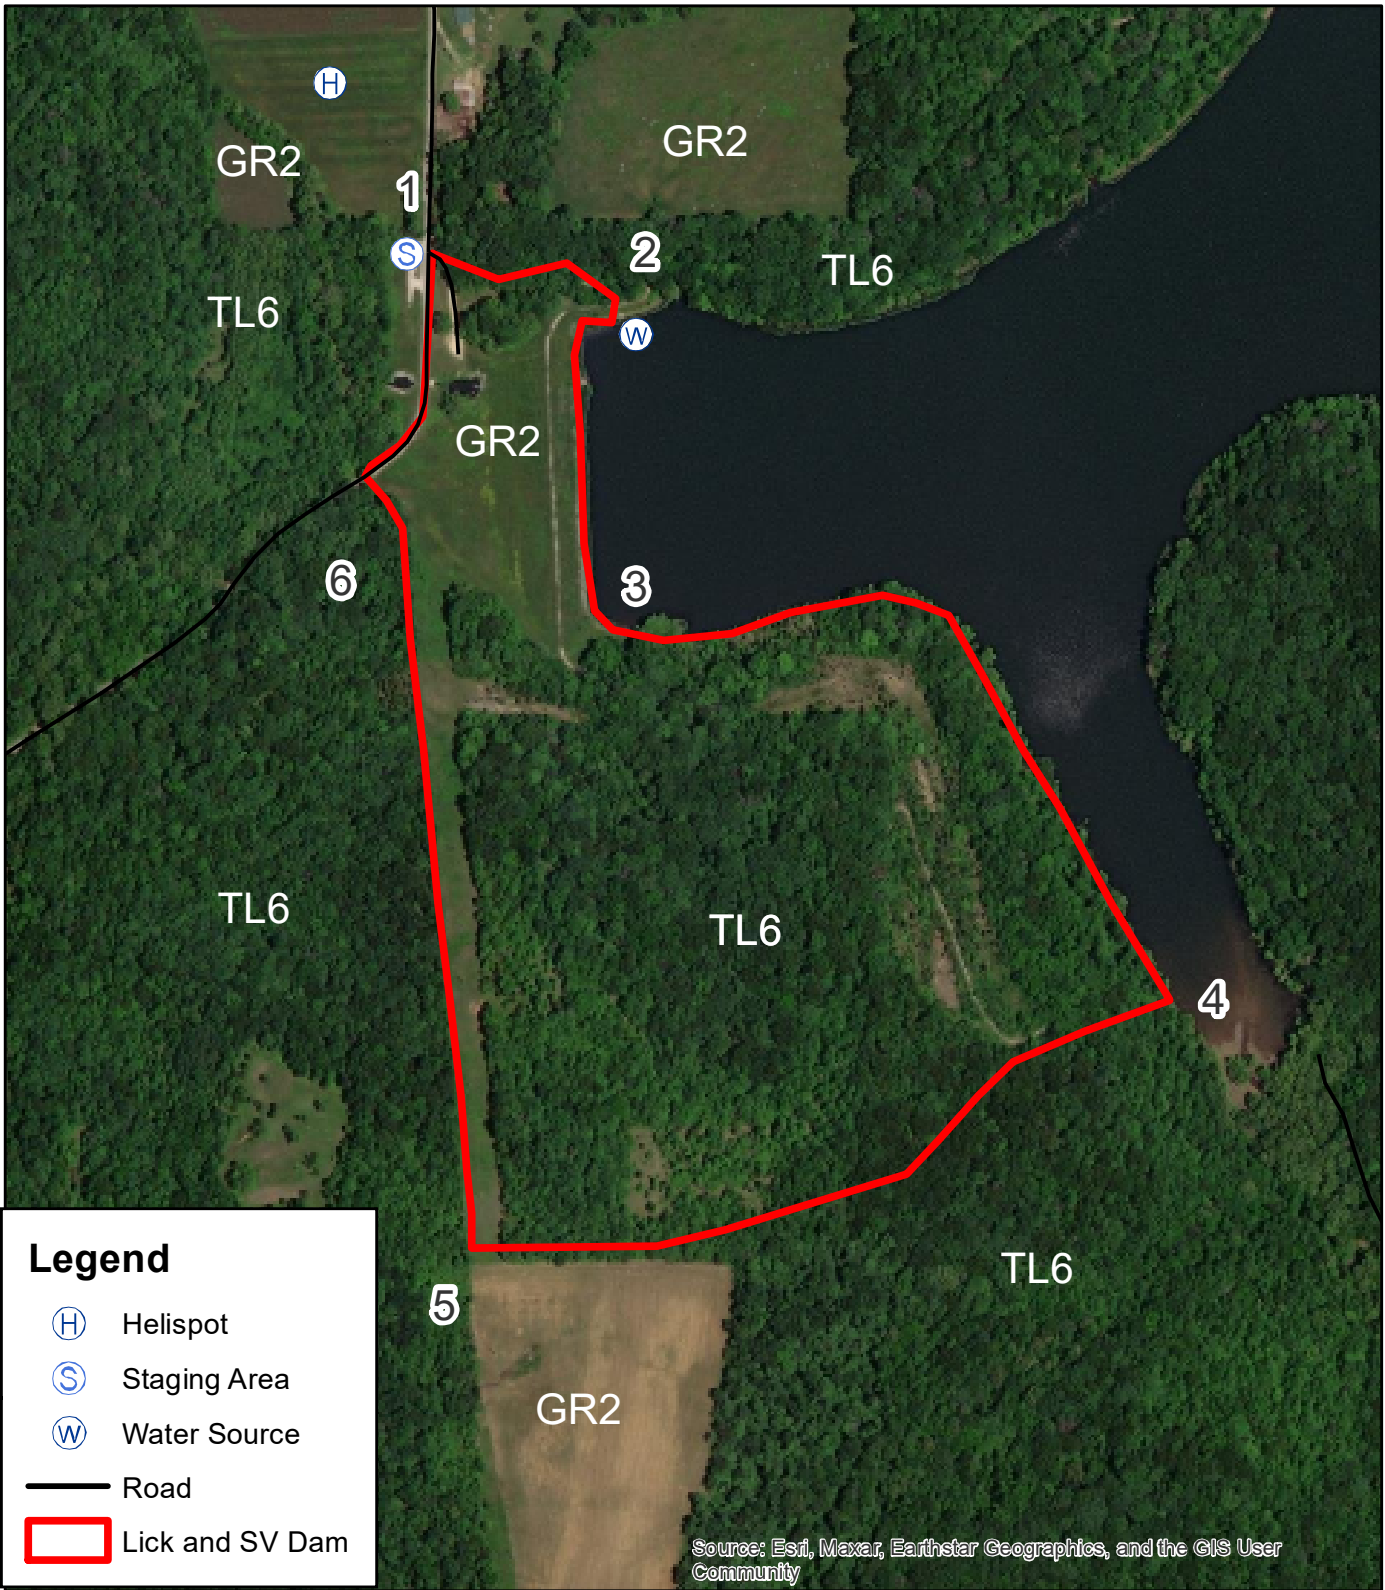 H
GR2
GR2
1
S
2
TL6
TL6
W
GR2
6
3
TL6
TL6
4
TL6
5
GR2
Legend
H Helispot
S Staging Area
W Water Source
Road
Lick and SV Dam
Source: Esri, Maxar, Earthstar Geographics, and the GIS User
Community